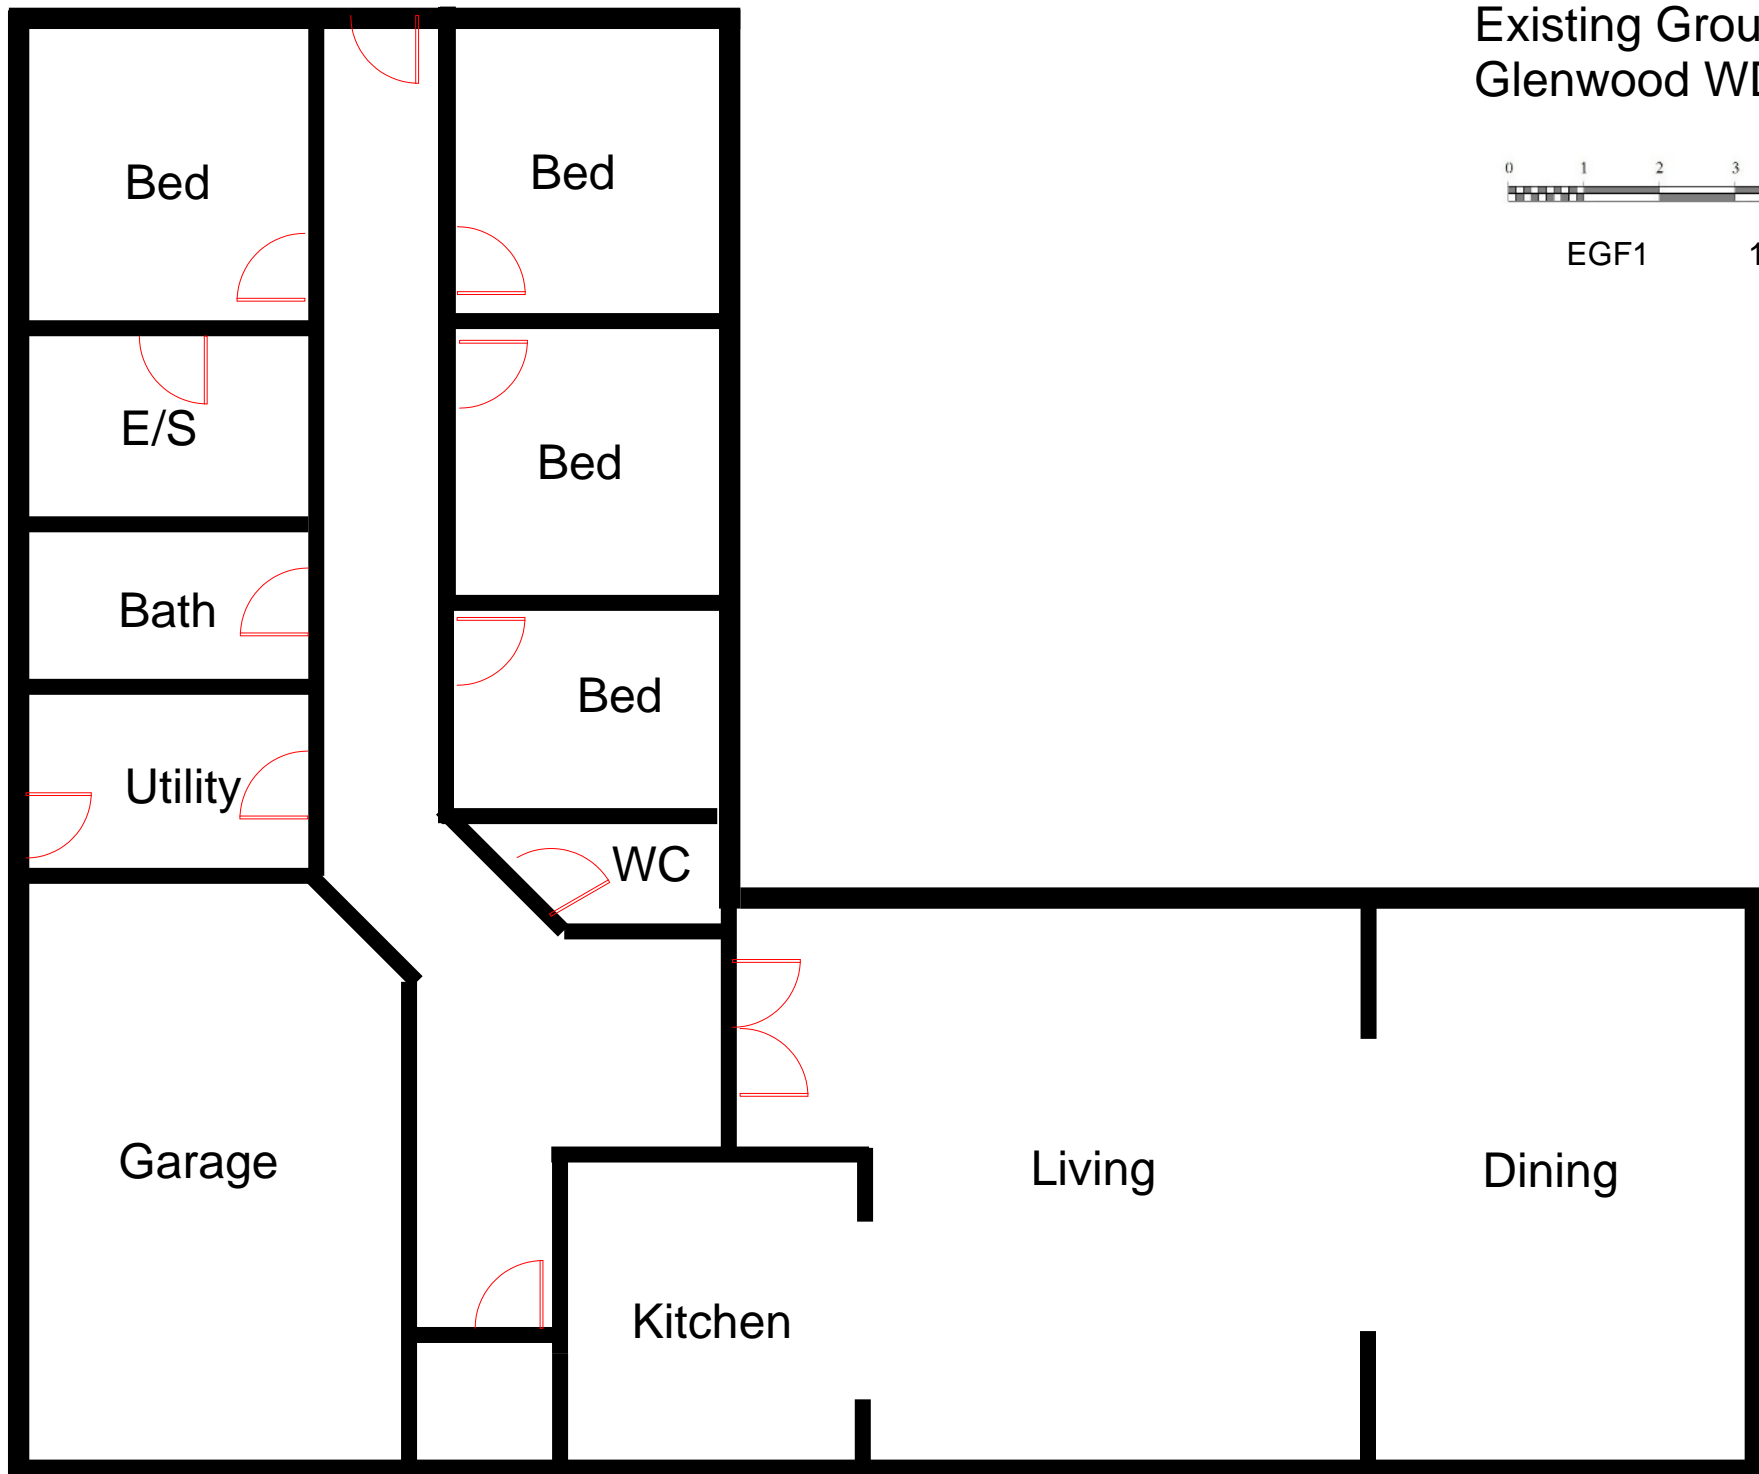 Existing Grou
Glenwood WD
0 1 2 3
EGF1 1
Bed
Bed
E/S
Bed
Bath
Bed
Utility
WC
Garage
Living
Dining
Kitchen